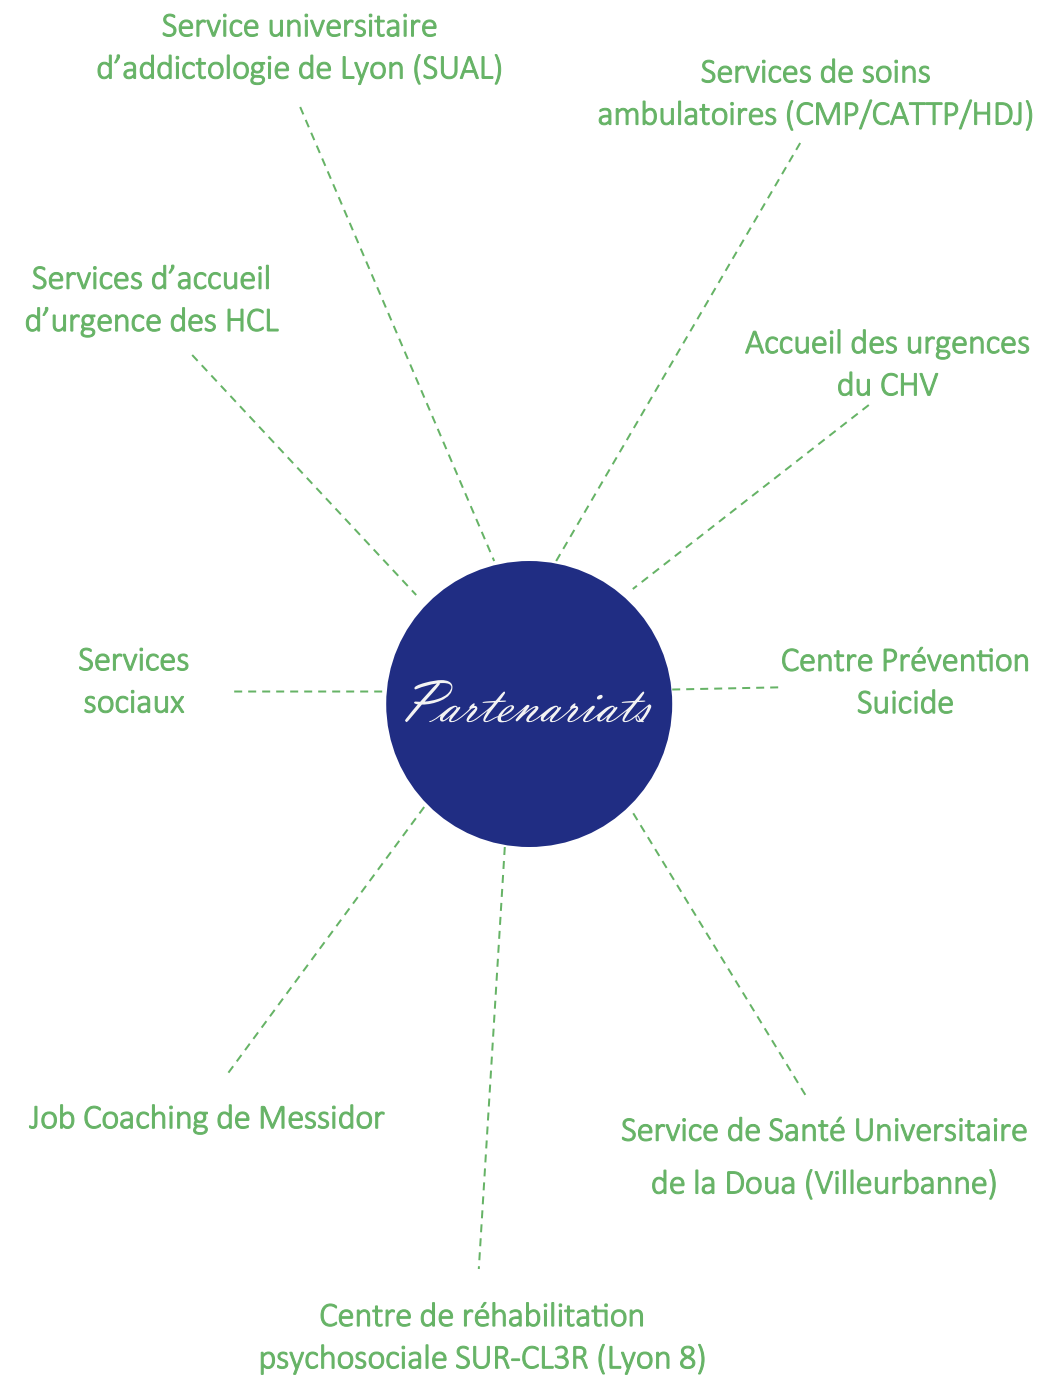 Service universitaire
d’addictologie de Lyon (SUAL)
Services de soins
ambulatoires (CMP/CATTP/HDJ)
Services d’accueil
d’urgence des HCL
Accueil des urgences
du CHV
Services
sociaux
Partenariats
Centre Prévention
Suicide
Job Coaching de Messidor
Service de Santé Universitaire
de la Doua (Villeurbanne)
Centre de réhabilitation
psychosociale SUR-CL3R (Lyon 8)